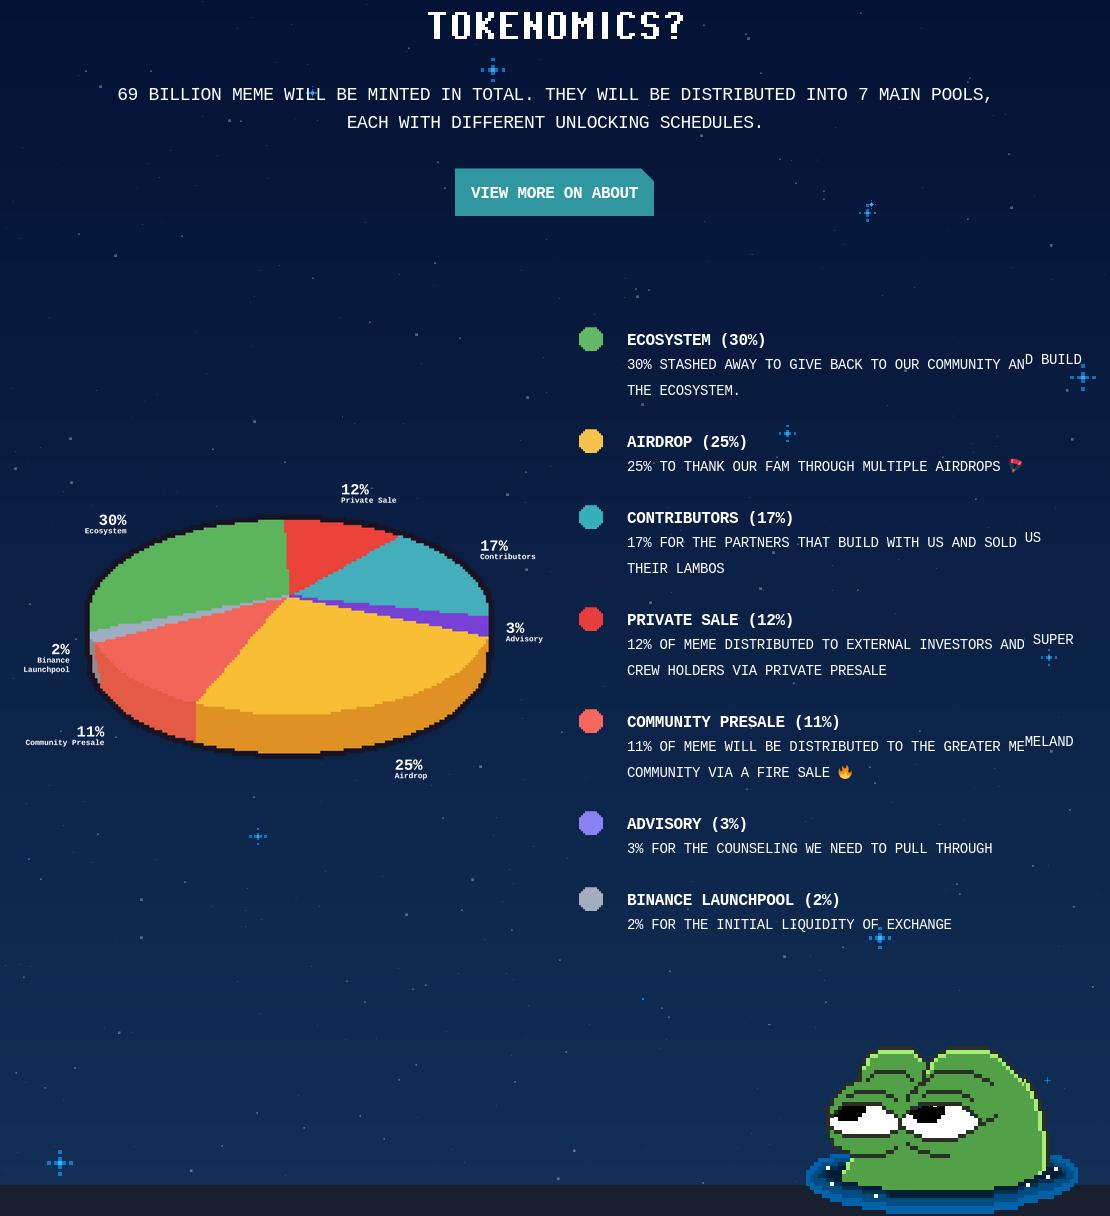 TOKENOMICS?
69 BILLION MEME WILL BE MINTED IN TOTAL. THEY WILL BE DISTRIBUTED INTO 7 MAIN POOLS,
EACH WITH DIFFERENT UNLOCKING SCHEDULES.
VIEW MORE ON ABOUT
12%
Private Sale
30%
Ecosystem
17%
Contributors
3%
Advisory
2%
Binance
Launchpool
11%
Community Presale
25%
Airdrop
ECOSYSTEM (30%)
30% STASHED AWAY TO GIVE BACK TO OUR COMMUNITY AND BUILD
THE ECOSYSTEM.
AIRDROP (25%)
25% TO THANK OUR FAM THROUGH MULTIPLE AIRDROPS 🪂
CONTRIBUTORS (17%)
17% FOR THE PARTNERS THAT BUILD WITH US AND SOLD US
THEIR LAMBOS
PRIVATE SALE (12%)
12% OF MEME DISTRIBUTED TO EXTERNAL INVESTORS AND SUPER
CREW HOLDERS VIA PRIVATE PRESALE
COMMUNITY PRESALE (11%)
11% OF MEME WILL BE DISTRIBUTED TO THE GREATER MEMELAND
COMMUNITY VIA A FIRE SALE 🔥
ADVISORY (3%)
3% FOR THE COUNSELING WE NEED TO PULL THROUGH
BINANCE LAUNCHPOOL (2%)
2% FOR THE INITIAL LIQUIDITY OF EXCHANGE